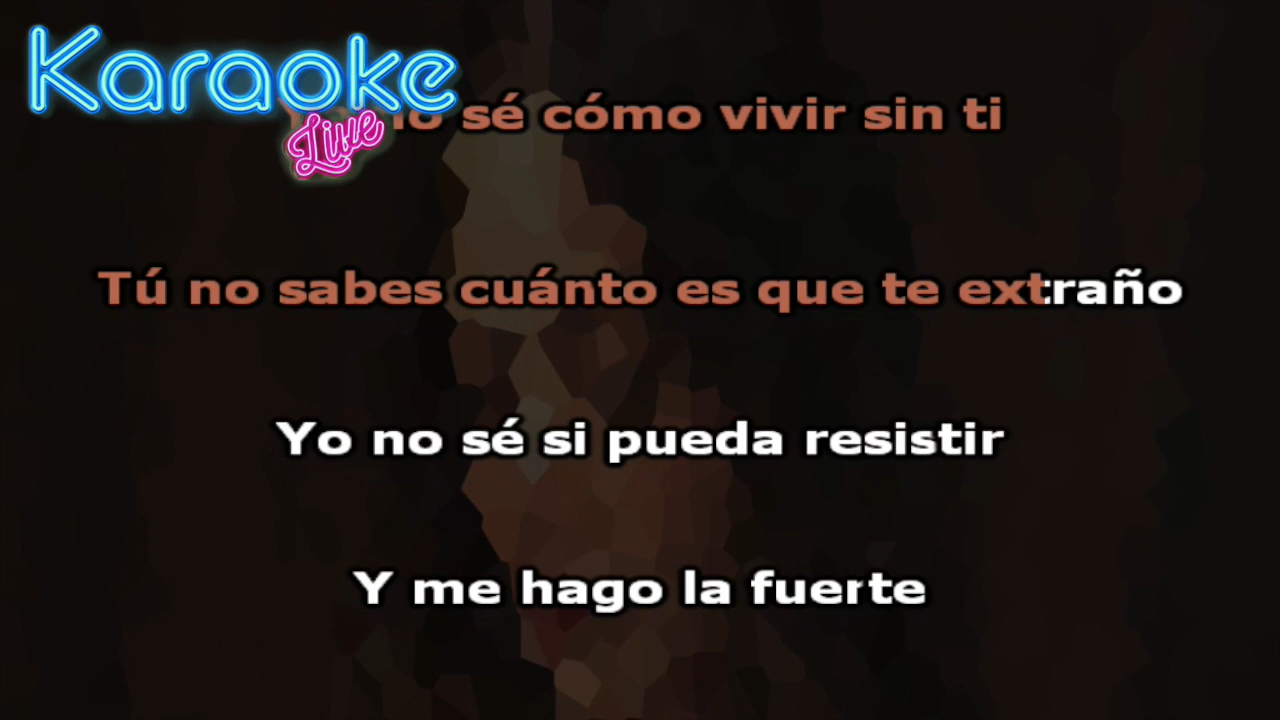 Karaoke
Live
no sé cómo vivir sin ti
Tú no sabes cuánto es que te extraño
Yo no sé si pueda resistir
Y me hago la fuerte